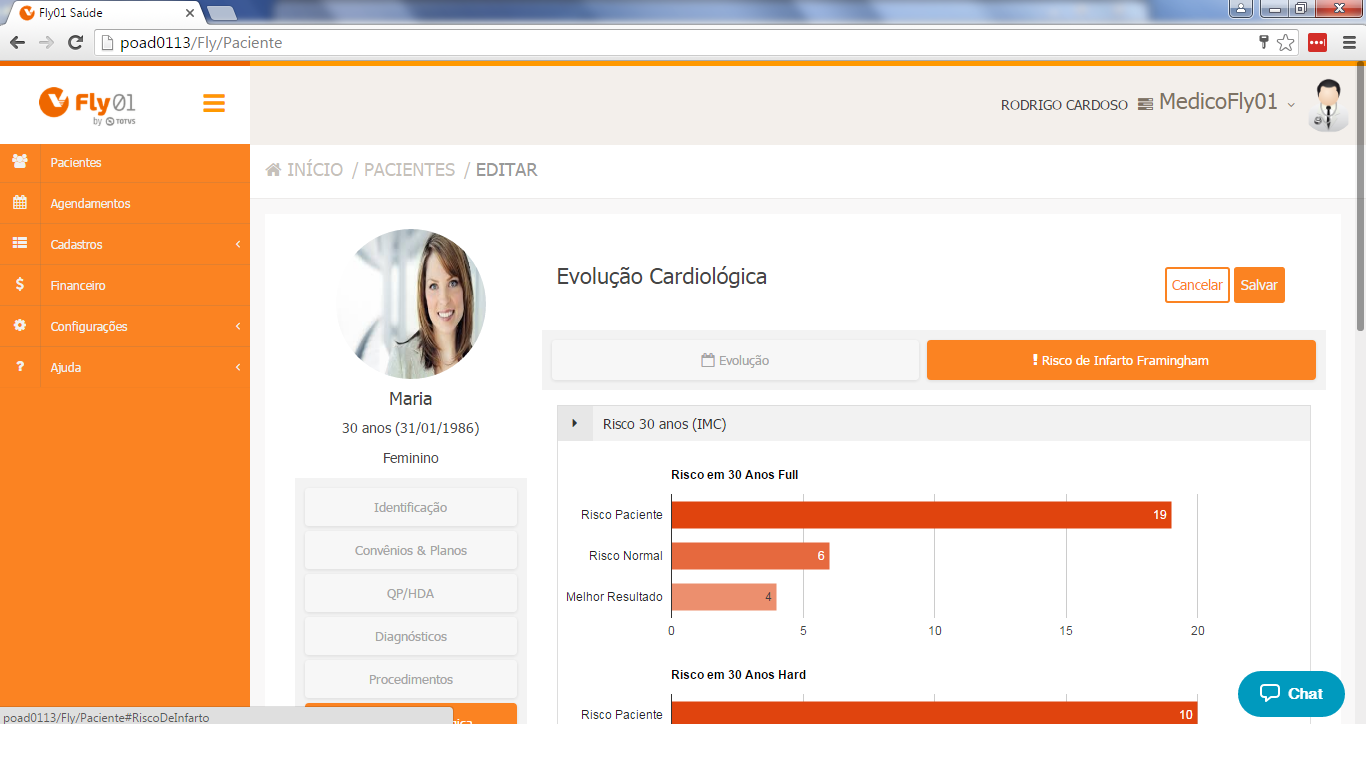 Fly01 Saúde
poad0113/Fly/Paciente
Fly01
by TOTVS
RODRIGO CARDOSO MedicoFly01
INÍCIO / PACIENTES / EDITAR
Pacientes
Agendamentos
Cadastros
$ Financeiro
Configurações
? Ajuda
Maria
30 anos (31/01/1986)
Feminino
Identificação
Convênios & Planos
QP/HDA
Diagnósticos
Procedimentos
Evolução Cardiológica
Cancelar Salvar
Evolução
! Risco de Infarto Framingham
Risco 30 anos (IMC)
Risco em 30 Anos Full
Risco Paciente 19
Risco Normal 6
Melhor Resultado 4
0 5 10 15 20
Risco em 30 Anos Hard
Risco Paciente 10
Chat
poad0113/Fly/Paciente#RiscoDeInfarto